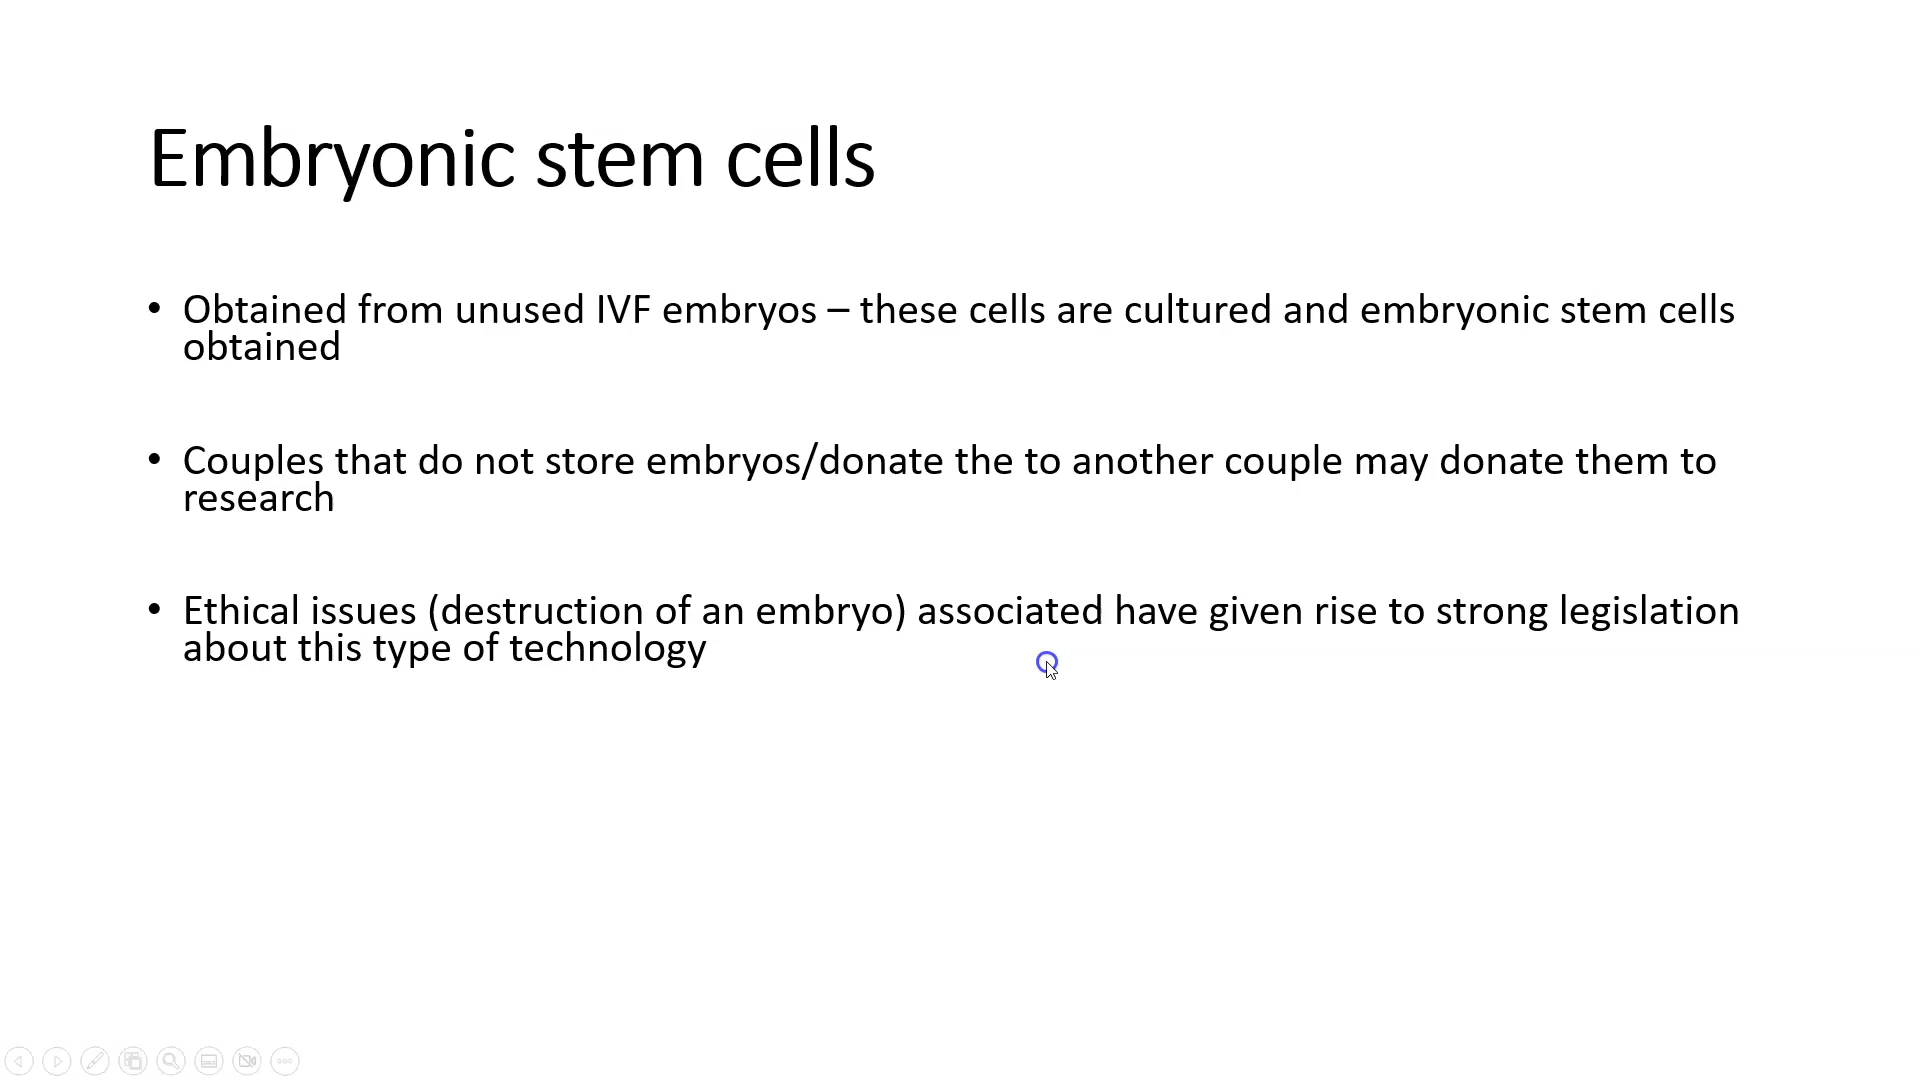 Embryonic stem cells
• Obtained from unused IVF embryos – these cells are cultured and embryonic stem cells
obtained
• Couples that do not store embryos/donate the to another couple may donate them to
research
• Ethical issues (destruction of an embryo) associated have given rise to strong legislation
about this type of technology